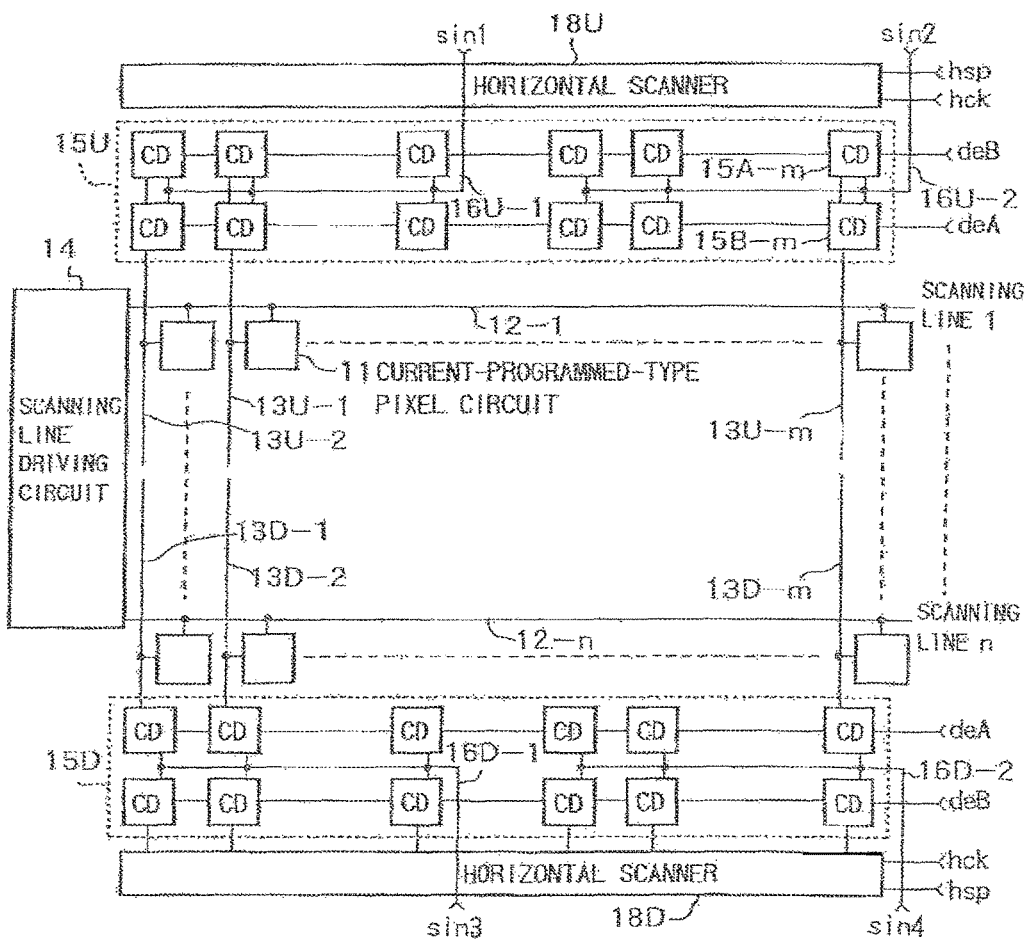 18U
sin1
sin2
HORIZONTAL SCANNER
hsp
hck
15U
CD CD CD CD CD CD
deB
15A-m
16U-1
16U-2
CD CD CD CD CD CD
deA
15B-m
14
SCANNING
LINE 1
12-1
11 CURRENT-PROGRAMMED-TYPE
PIXEL CIRCUIT
SCANNING
LINE
DRIVING
CIRCUIT
13U-1
13U-2
13U-m
13D-1
13D-2
13D-m
SCANNING
LINE n
12-n
CD CD CD CD CD CD
deA
15D
16D-1
16D-2
CD CD CD CD CD CD
deB
HORIZONTAL SCANNER
hck
hsp
sin3
18D
sin4